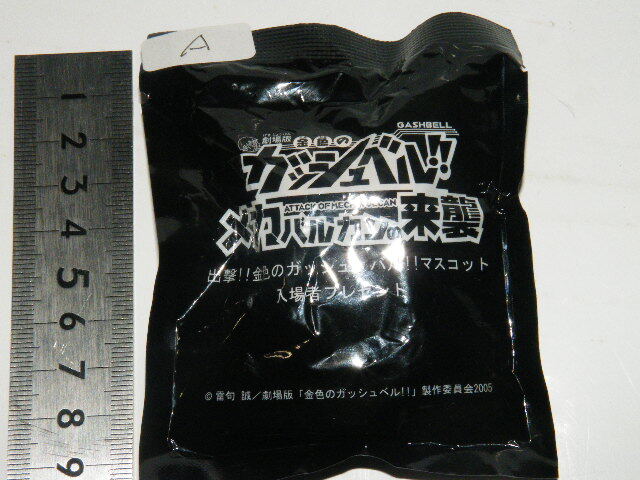 A
GASHBELL
劇場版 金色の
ガッシュベル!!
ATTACK OF MECHAVULCAN
メカバルカンの来襲
出撃!!金色のガッシュベル!!マスコット
入場者プレゼント
© 雷句 誠/劇場版「金色のガッシュベル!!」製作委員会2005
1 2 3 4 5 6 7 8 9